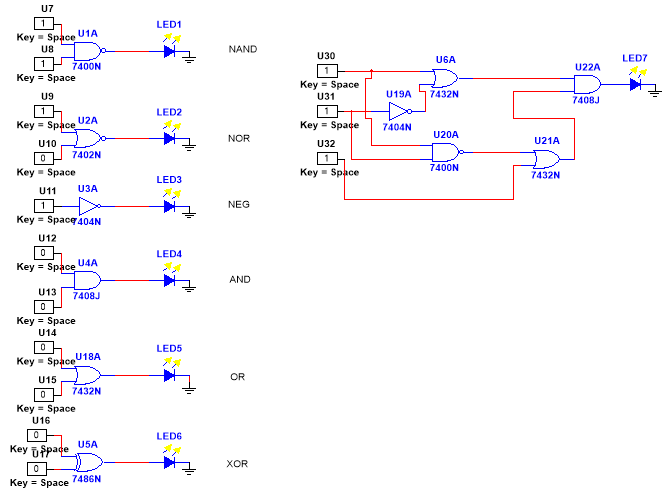 U7
1
Key = Space
U8
1
Key = Space
U1A
7400N
LED1
NAND
U9
1
Key = Space
U10
0
Key = Space
U2A
7402N
LED2
NOR
U11
1
Key = Space
U3A
7404N
LED3
NEG
U12
0
Key = Space
U13
0
Key = Space
U4A
7408J
LED4
AND
U14
0
Key = Space
U15
0
Key = Space
U18A
7432N
LED5
OR
U16
0
Key = Space
U17
0
Key = Space
U5A
7486N
LED6
XOR
U30
1
Key = Space
U31
1
Key = Space
U32
1
Key = Space
U6A
7432N
U19A
7404N
U20A
7400N
U21A
7432N
U22A
7408J
LED7